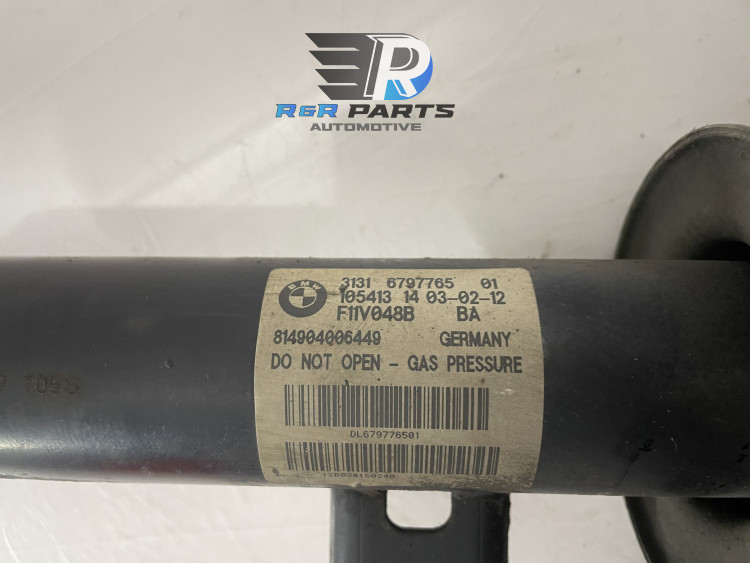 R
R&R PARTS
AUTOMOTIVE
BMW
3131 6797765 01
105413 14 03-02-12
F11V048B BA
814904006449 GERMANY
DO NOT OPEN - GAS PRESSURE
DL679776501